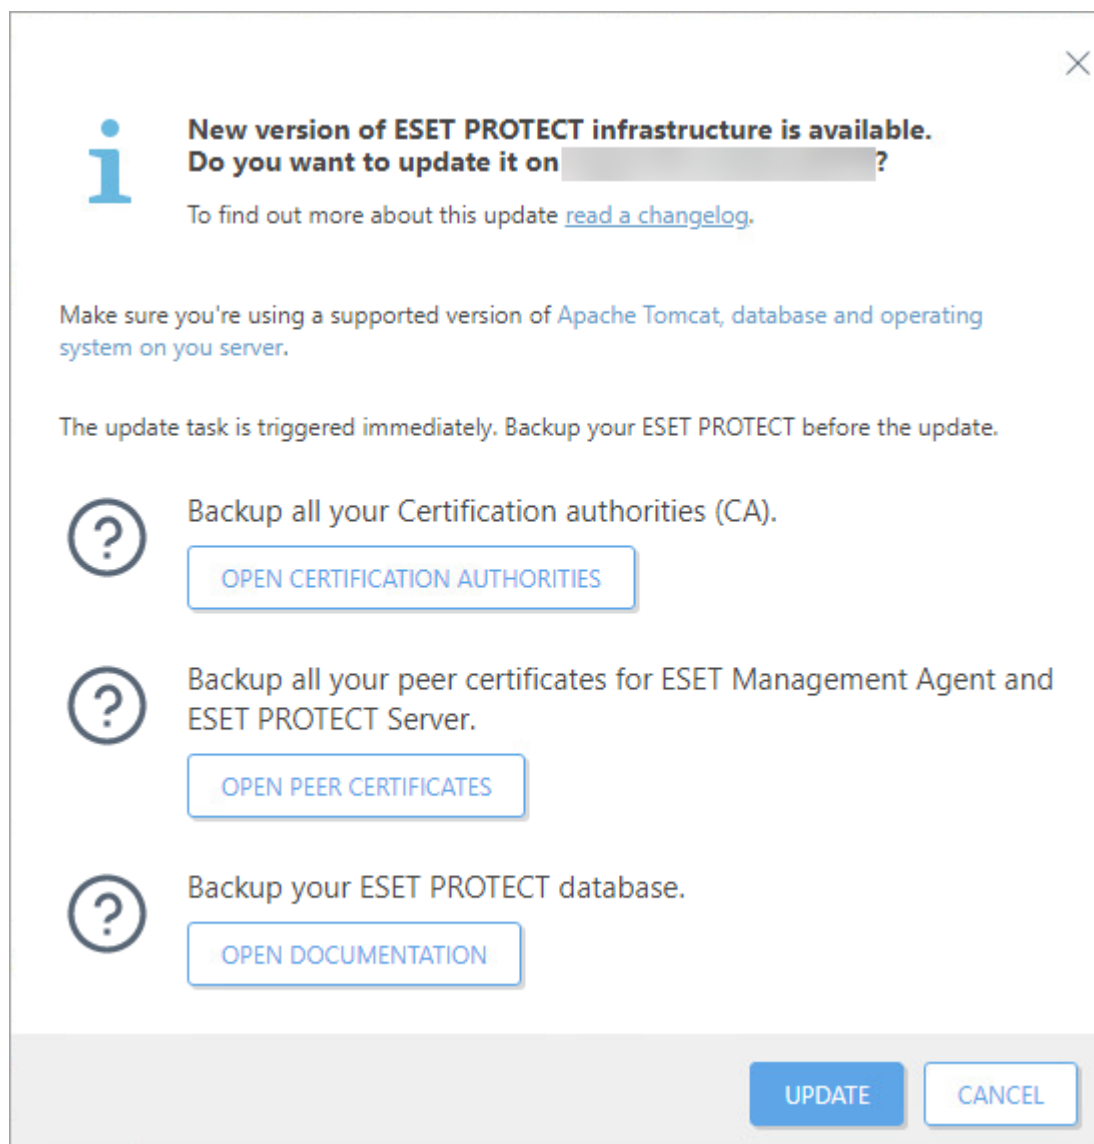 New version of ESET PROTECT infrastructure is available.
Do you want to update it on ?
To find out more about this update read a changelog.
Make sure you're using a supported version of Apache Tomcat, database and operating
system on you server.
The update task is triggered immediately. Backup your ESET PROTECT before the update.
Backup all your Certification authorities (CA).
OPEN CERTIFICATION AUTHORITIES
Backup all your peer certificates for ESET Management Agent and
ESET PROTECT Server.
OPEN PEER CERTIFICATES
Backup your ESET PROTECT database.
OPEN DOCUMENTATION
UPDATE CANCEL